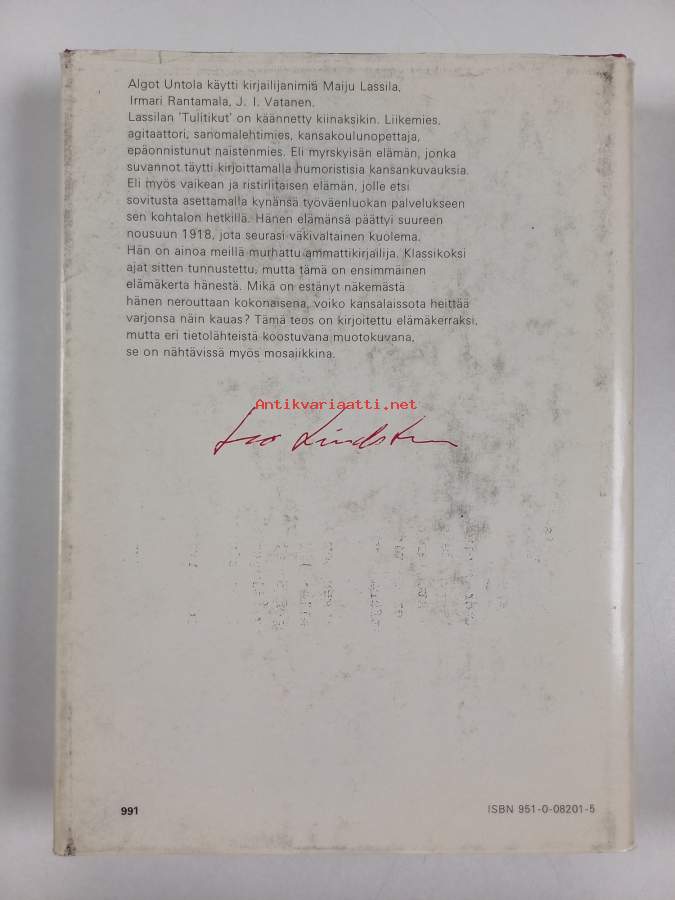 Algot Untola käytti kirjailijanimiä Maiju Lassila,
Irmari Rantamala, J. I. Vatanen.
Lassilan 'Tulitikut' on käännetty kiinaksikin. Liikemies,
agitaattori, sanomalehtimies, kansakoulunopettaja,
epäonnistunut naistenmies. Eli myrskyisän elämän, jonka
suvannot täytti kirjoittamalla humoristisia kansankuvauksia.
Eli myös vaikean ja ristiriitaisen elämän, jolle etsi
sovitusta asettamalla kynänsä työväenluokan palvelukseen
sen kohtalon hetkillä. Hänen elämänsä päättyi suureen
nousuun 1918, jota seurasi väkivaltainen kuolema.
Hän on ainoa meillä murhattu ammattikirjailija. Klassikoksi
ajat sitten tunnustettu, mutta tämä on ensimmäinen
elämäkerta hänestä. Mikä on estänyt näkemästä
hänen nerouttaan kokonaisena, voiko kansalaissota heittää
varjonsa näin kauas? Tämä teos on kirjoitettu elämäkerraksi,
mutta eri tietolähteistä koostuvana muotokuvana,
se on nähtävissä myös mosaiikkina.
Antikvariaatti.net
991
ISBN 951-0-08201-5